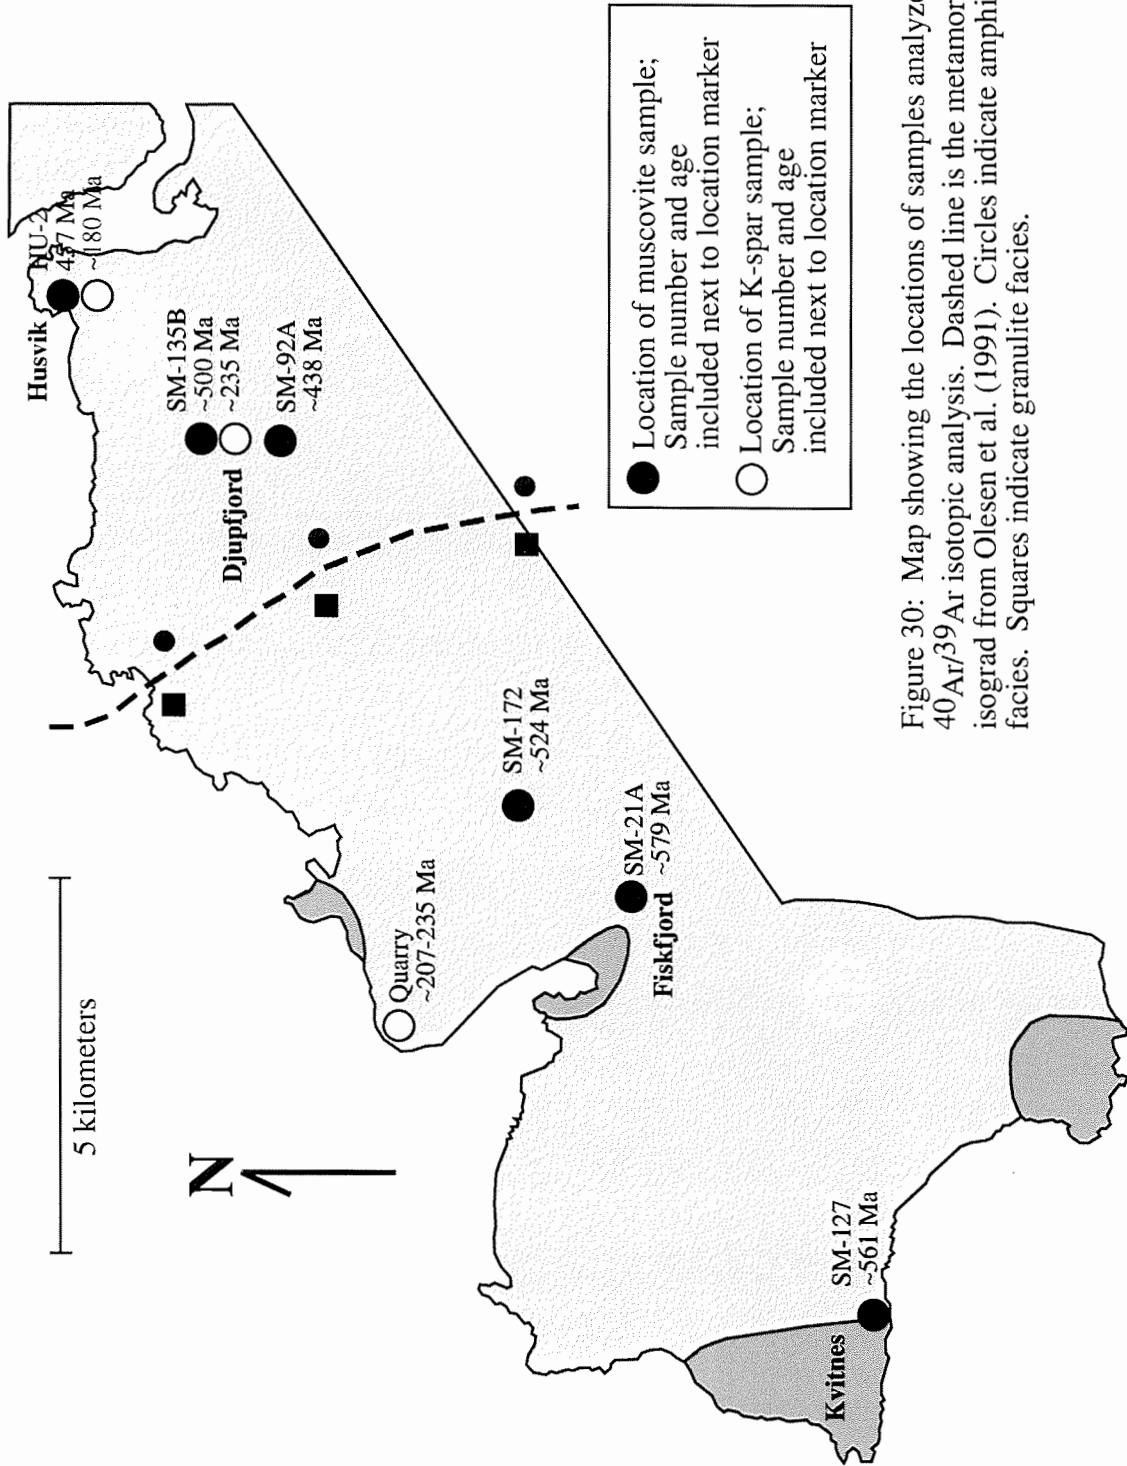 Husvik
NU-2
Ma
~180 Ma
SM-135B
~500 Ma
~235 Ma
Djupfjord
SM-92A
~438 Ma
SM-172
~524 Ma
SM-21A
~579 Ma
Fiskfjord
Quarry
~207-235 Ma
5 kilometers
N
SM-127
~561 Ma
Kvitnes
Location of muscovite sample;
Sample number and age
included next to location marker
Location of K-spar sample;
Sample number and age
included next to location marker
Figure 30: Map showing the locations of samples analyze
40Ar/39Ar isotopic analysis. Dashed line is the metamor
isograd from Olesen et al. (1991). Circles indicate amphi
facies. Squares indicate granulite facies.